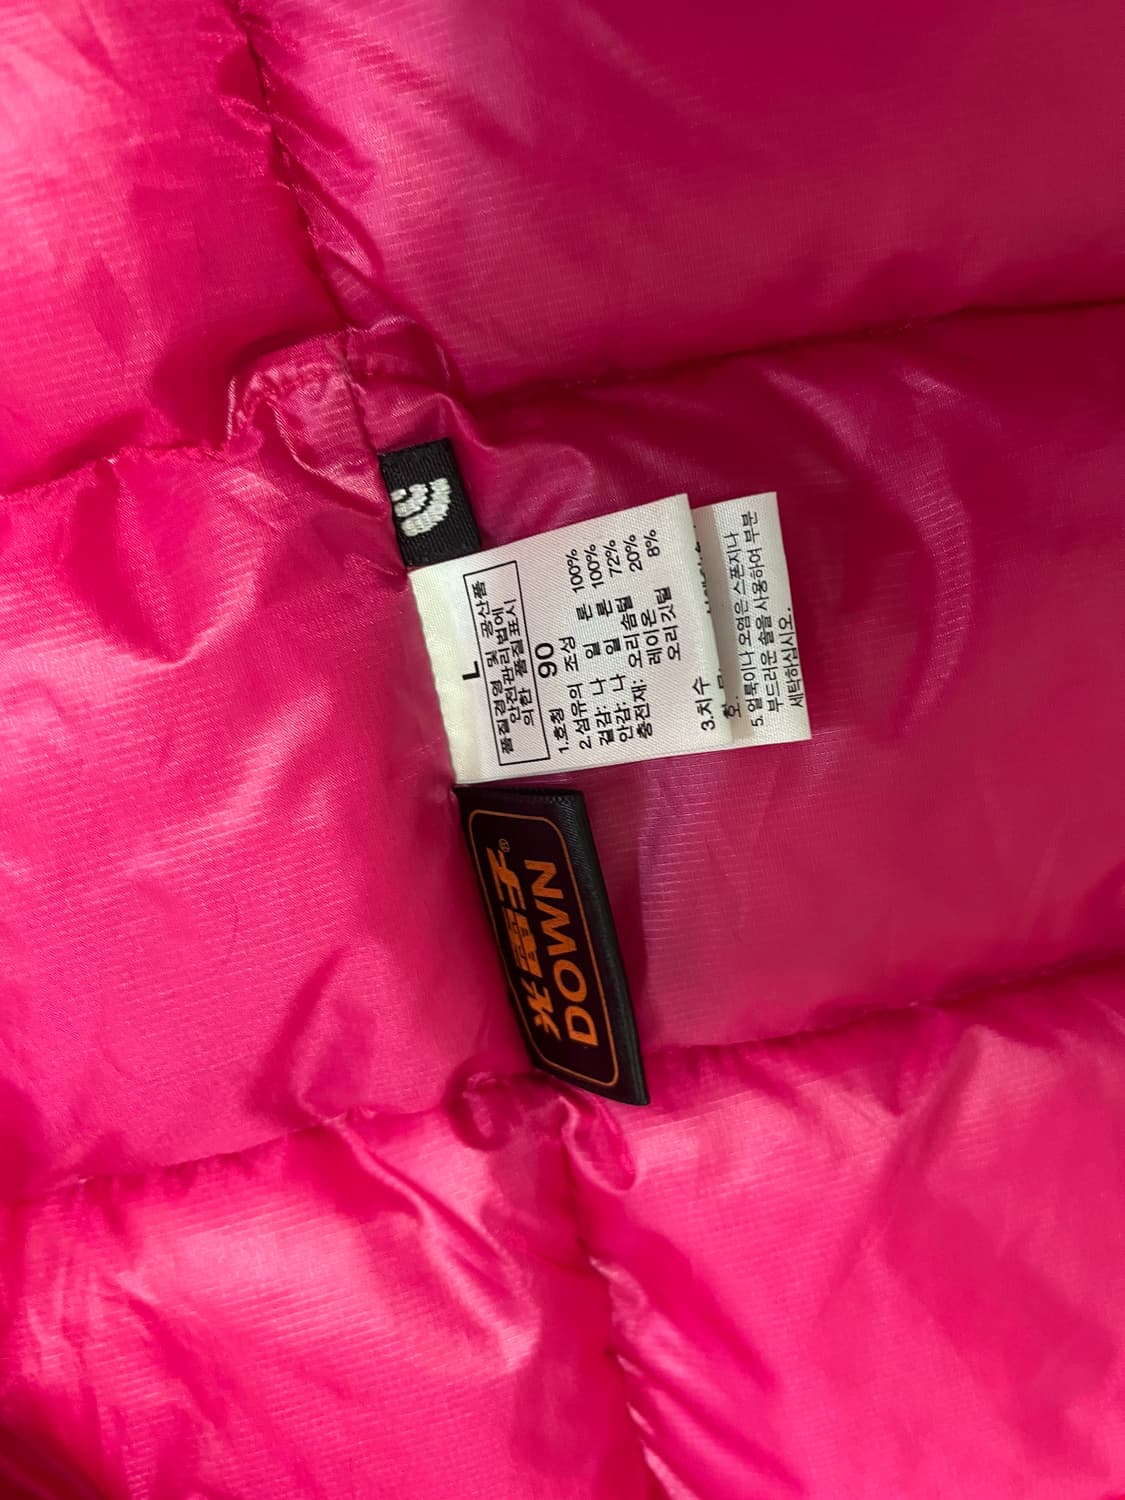 L
품질경영 및 공산품
안전관리법에
의한 품질표시
1.호칭 90
2.섬유의 조성
겉감: 나 일 론 100%
안감: 나 일 론 100%
충전재: 오리솜털 72%
레이온 20%
오리깃털 8%
3.치수
호.
5.얼룩이나 오염은 스폰지나
부드러운 솔을 사용하여 부분
세탁하십시오.
DOWN